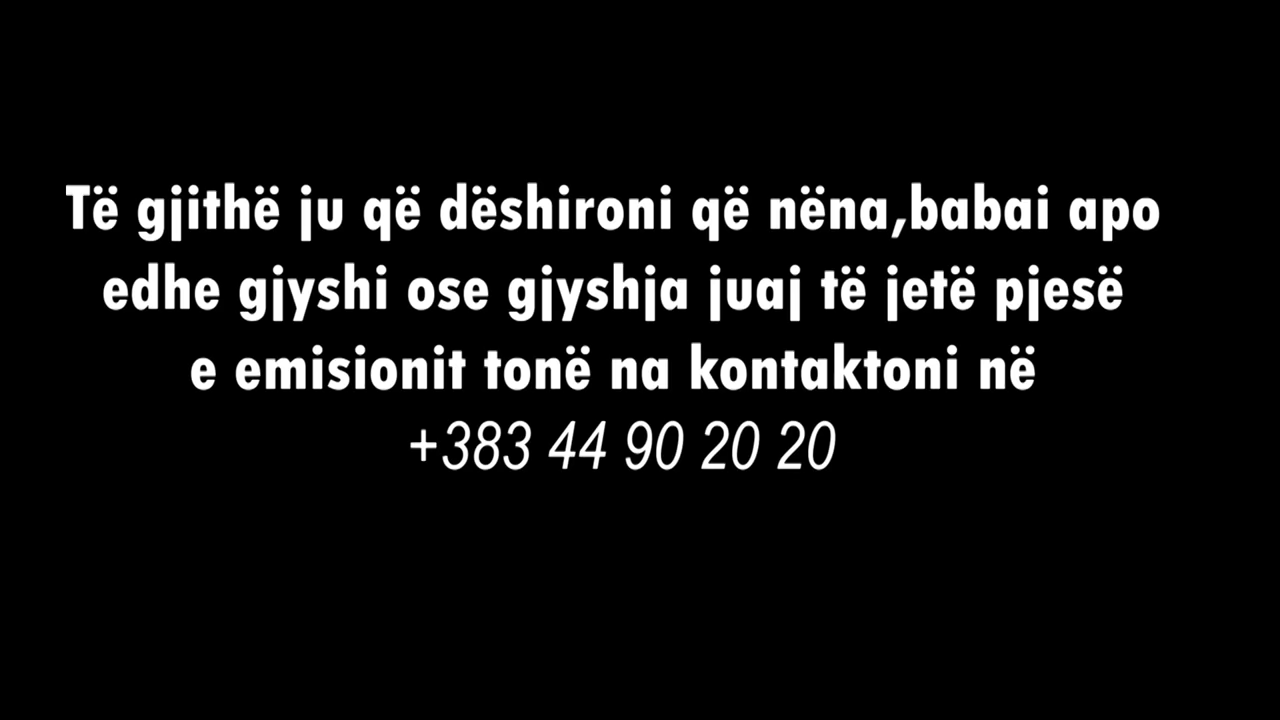 Të gjithë ju që dëshironi që nëna,babai apo
edhe gjyshi ose gjyshja juaj të jetë pjesë
e emisionit tonë na kontaktoni në
+383 44 90 20 20